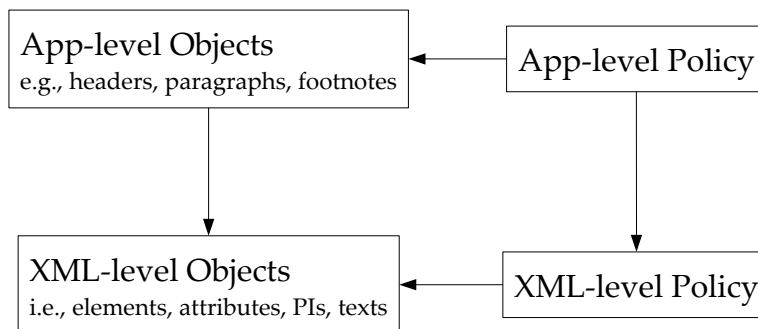 App-level Objects
e.g., headers, paragraphs, footnotes
App-level Policy
XML-level Objects
i.e., elements, attributes, PIs, texts
XML-level Policy